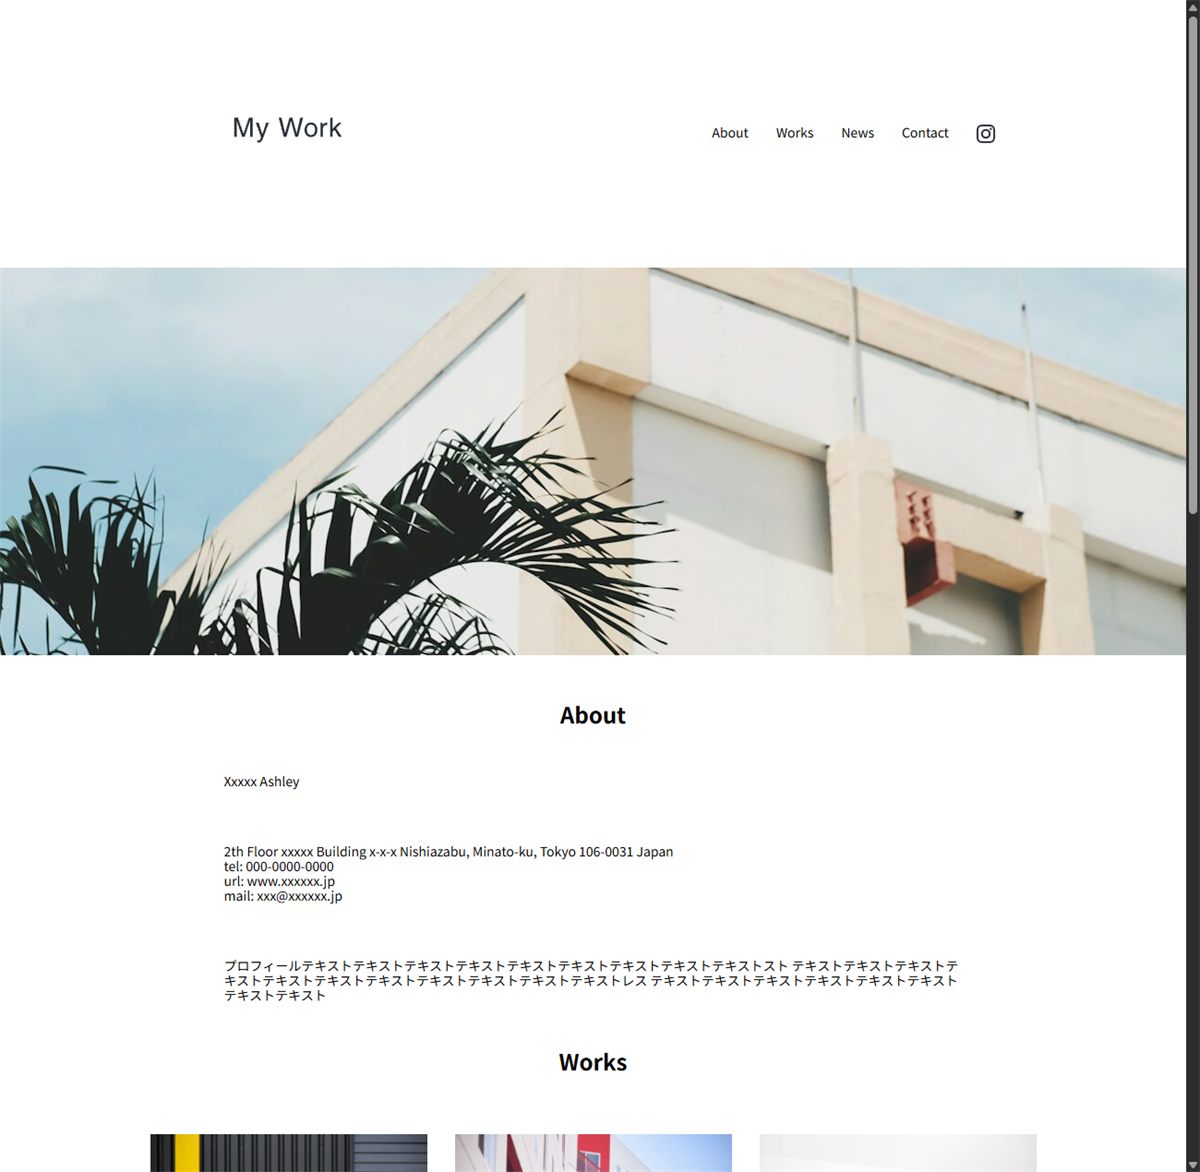 My Work
About
Works
News
Contact
About
Xxxxx Ashley
2th Floor xxxxx Building x-x-x Nishiazabu, Minato-ku, Tokyo 106-0031 Japan
tel: 000-0000-0000
url: www.xxxxxx.jp
mail: xxx@xxxxxx.jp
プロフィールテキストテキストテキストテキストテキストテキストテキストテキストテキストスト テキストテキストテキストテ
キストテキストテキストテキストテキストテキストテキストテキストレス テキストテキストテキストテキストテキストテキスト
テキストテキスト
Works